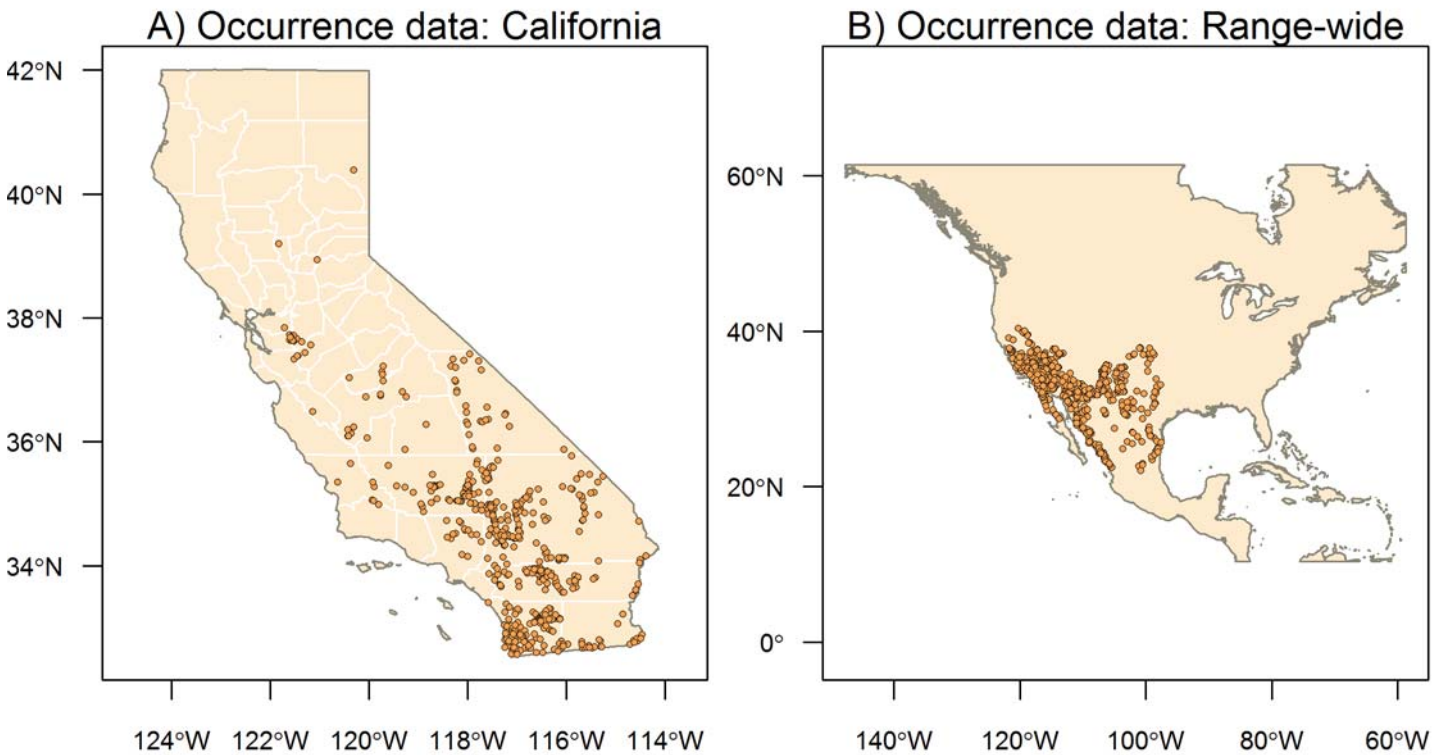 A) Occurrence data: California
42°N
40°N
38°N
36°N
34°N
124°W 122°W 120°W 118°W 116°W 114°W
B) Occurrence data: Range-wide
60°N
40°N
20°N
0°
140°W 120°W 100°W 80°W 60°W